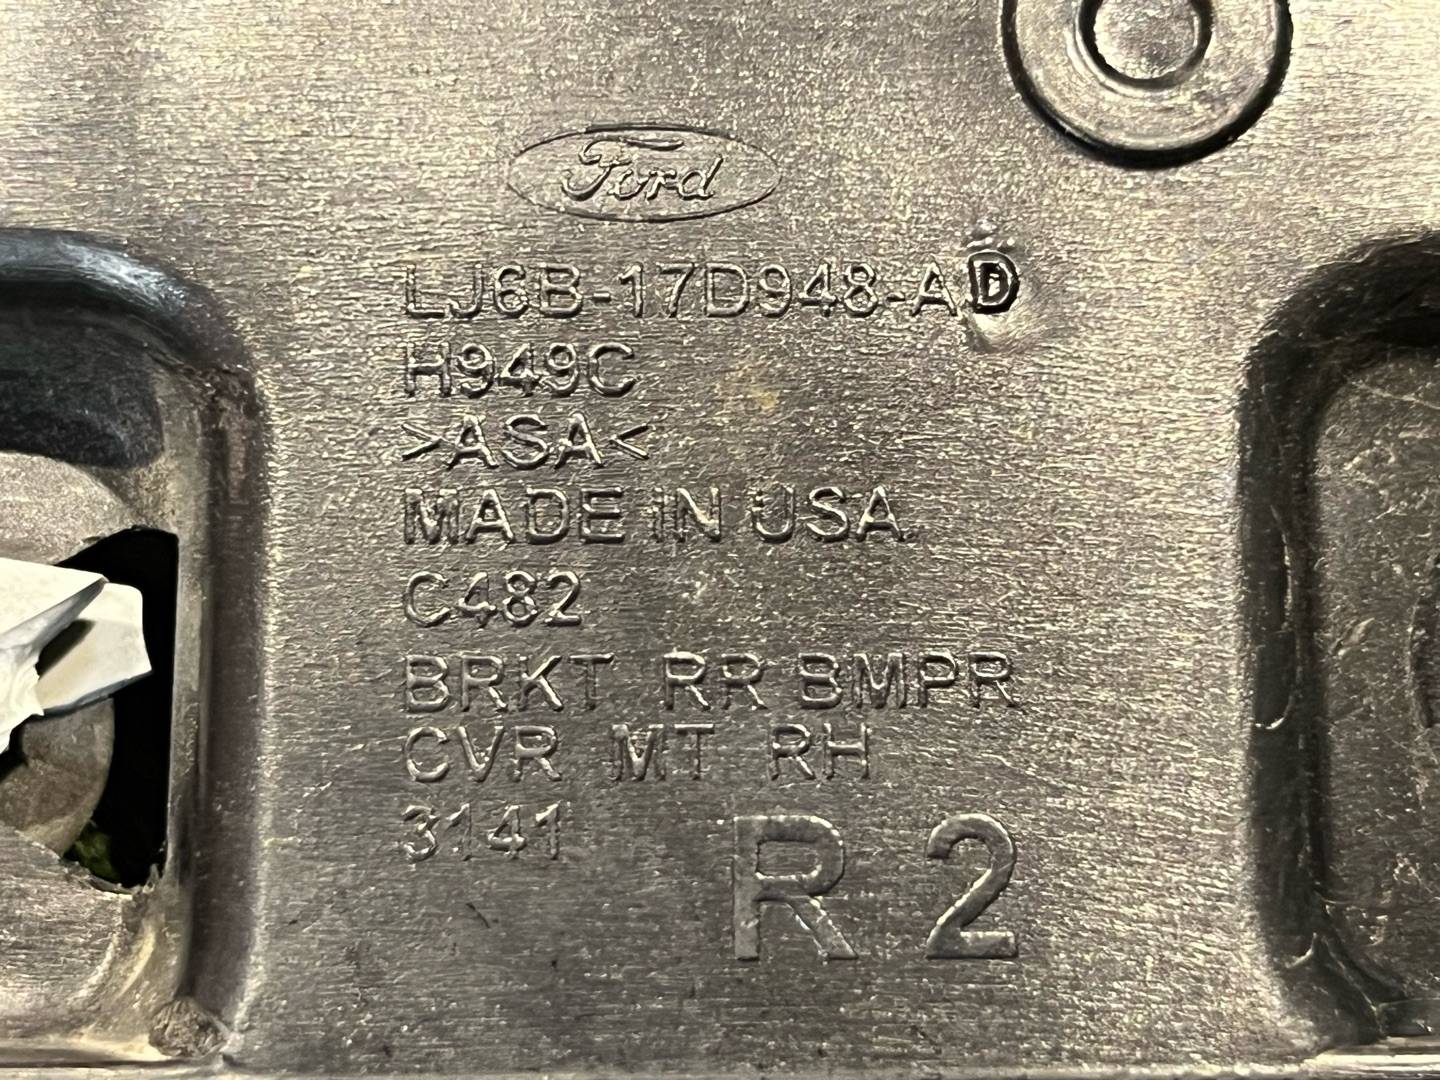 Ford
LJ6B-17D948-AD
H949C
>ASA<
MADE IN USA
C482
BRKT RR BMPR
CVR MT RH
3141
R 2